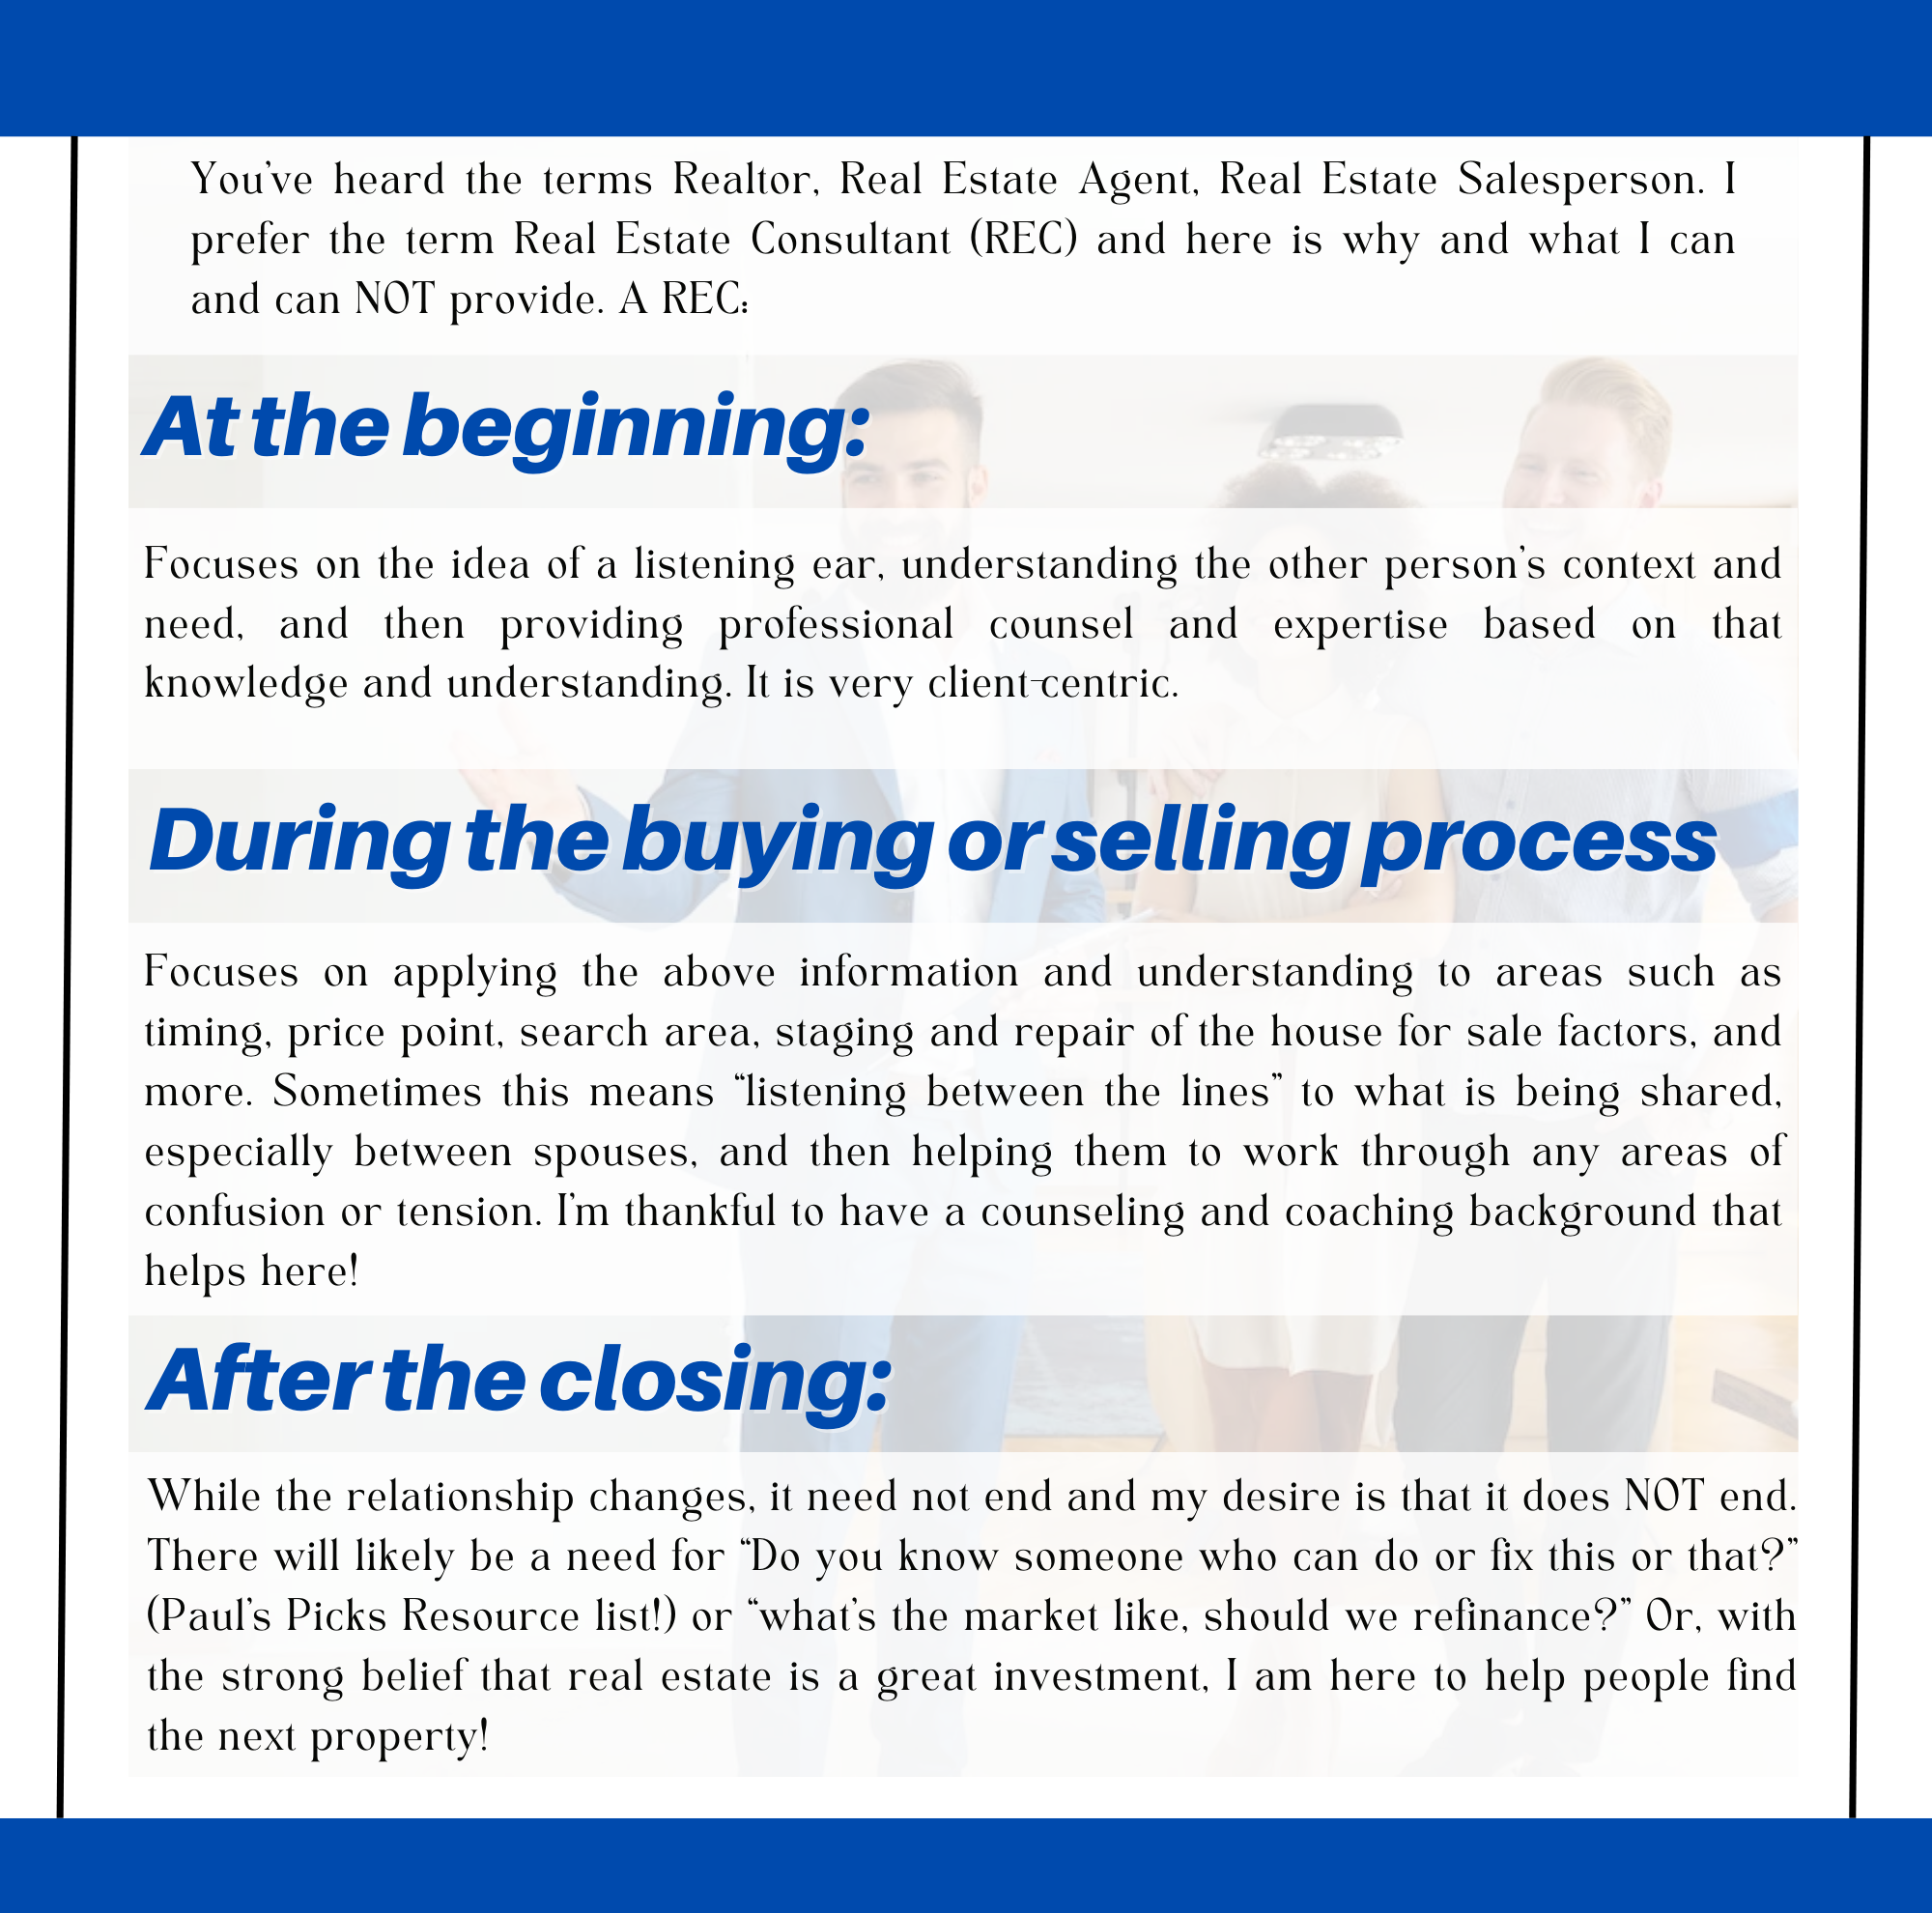 You've heard the terms Realtor, Real Estate Agent, Real Estate Salesperson. I
prefer the term Real Estate Consultant (REC) and here is why and what I can
and can NOT provide. A REC:
At the beginning:
Focuses on the idea of a listening ear, understanding the other person's context and
need, and then providing professional counsel and expertise based on that
knowledge and understanding. It is very client-centric.
During the buying or selling process
Focuses on applying the above information and understanding to areas such as
timing, price point, search area, staging and repair of the house for sale factors, and
more. Sometimes this means “listening between the lines” to what is being shared,
especially between spouses, and then helping them to work through any areas of
confusion or tension. I'm thankful to have a counseling and coaching background that
helps here!
After the closing:
While the relationship changes, it need not end and my desire is that it does NOT end.
There will likely be a need for “Do you know someone who can do or fix this or that?”
(Paul's Picks Resource list!) or “what's the market like, should we refinance?” Or, with
the strong belief that real estate is a great investment, I am here to help people find
the next property!